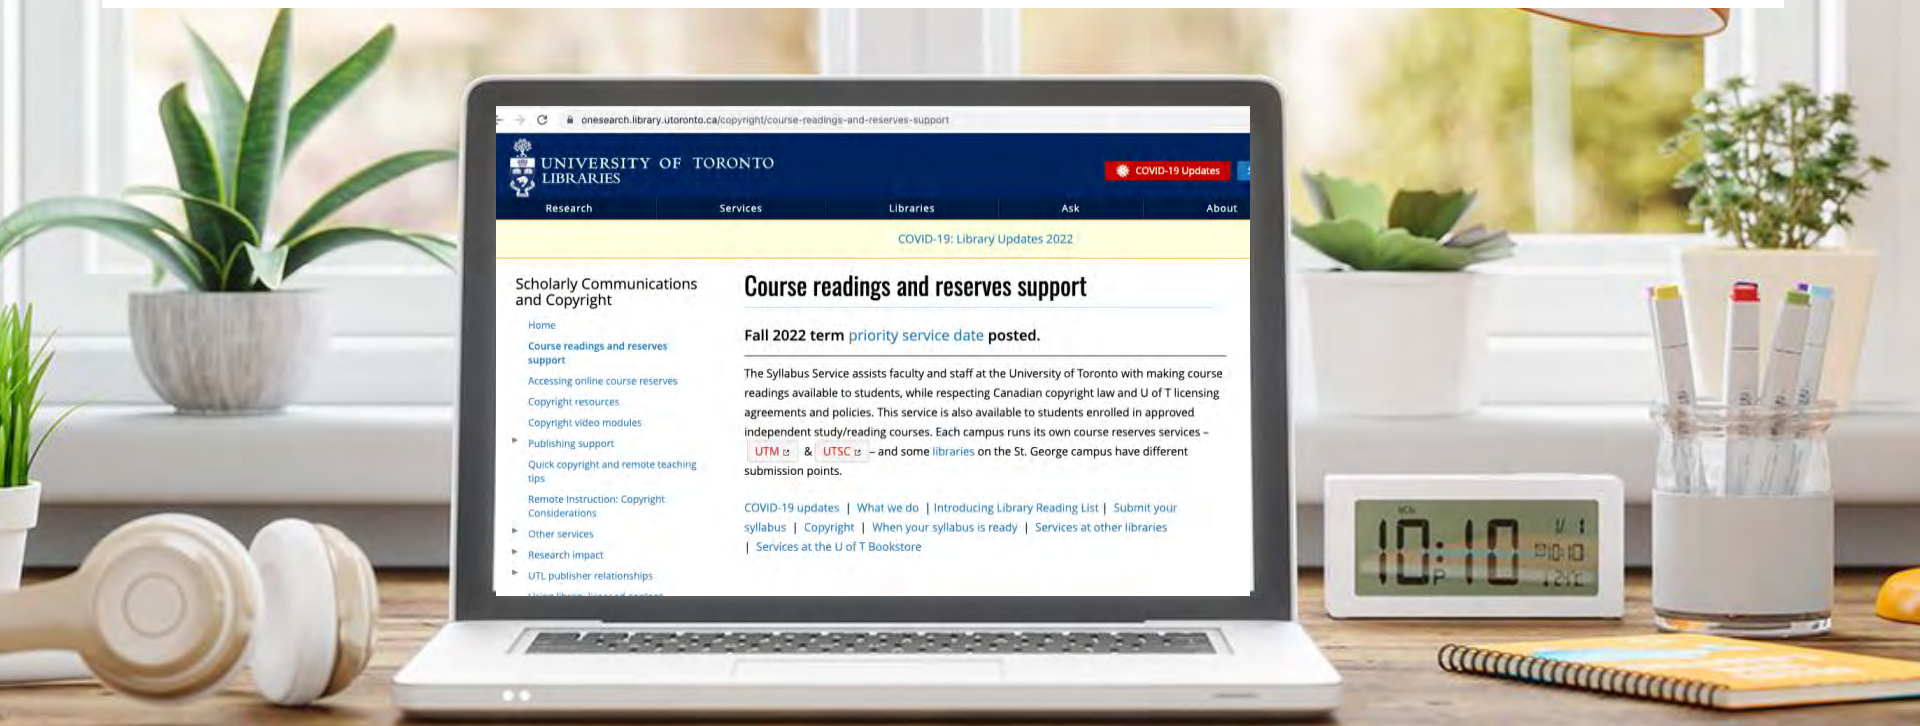 onesearch.library.utoronto.ca/copyright/course-readings-and-reserves-support
UNIVERSITY OF TORONTO
LIBRARIES
COVID-19 Updates
Research Services Libraries Ask About
COVID-19: Library Updates 2022
Scholarly Communications
and Copyright
Home
Course readings and reserves
support
Accessing online course reserves
Copyright resources
Copyright video modules
Publishing support
Quick copyright and remote teaching
tips
Remote Instruction: Copyright
Considerations
Other services
Research impact
UTL publisher relationships
Course readings and reserves support
Fall 2022 term priority service date posted.
The Syllabus Service assists faculty and staff at the University of Toronto with making course
readings available to students, while respecting Canadian copyright law and U of T licensing
agreements and policies. This service is also available to students enrolled in approved
independent study/reading courses. Each campus runs its own course reserves services –
UTM & UTSC – and some libraries on the St. George campus have different
submission points.
COVID-19 updates | What we do | Introducing Library Reading List | Submit your
syllabus | Copyright | When your syllabus is ready | Services at other libraries
| Services at the U of T Bookstore
10:10
P
1/ 1
10:10